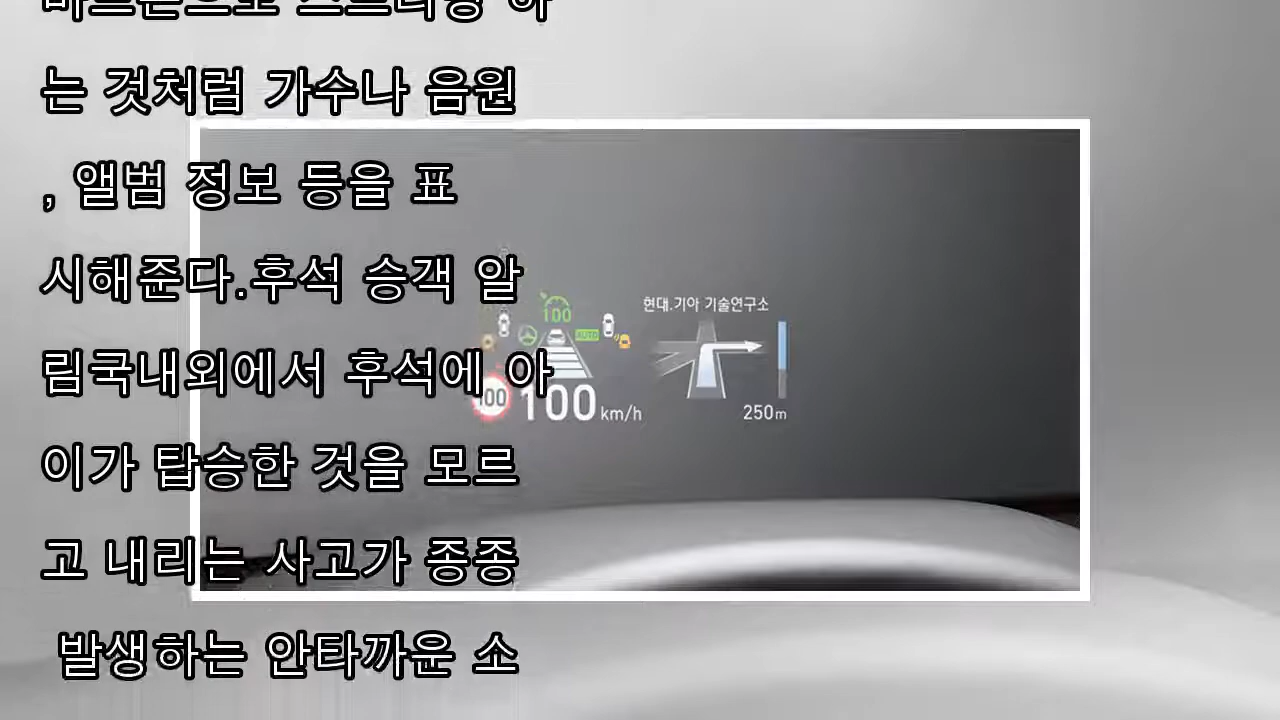 는 것처럼 가수나 음원
, 앨범 정보 등을 표
시해준다.후석 승객 알
림국내외에서 후석에 아
이가 탑승한 것을 모르
고 내리는 사고가 종종
발생하는 안타까운 소
100
AUTO
100
100 km/h
현대.기아 기술연구소
250m